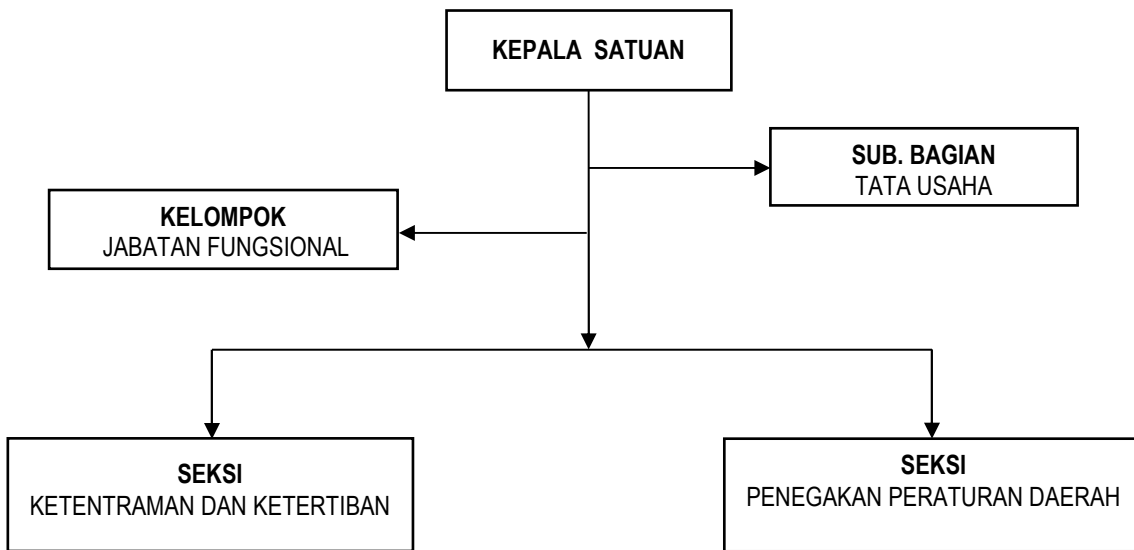 KEPALA SATUAN
SUB. BAGIAN
TATA USAHA
KELOMPOK
JABATAN FUNGSIONAL
SEKSI
KETENTRAMAN DAN KETERTIBAN
SEKSI
PENEGAKAN PERATURAN DAERAH